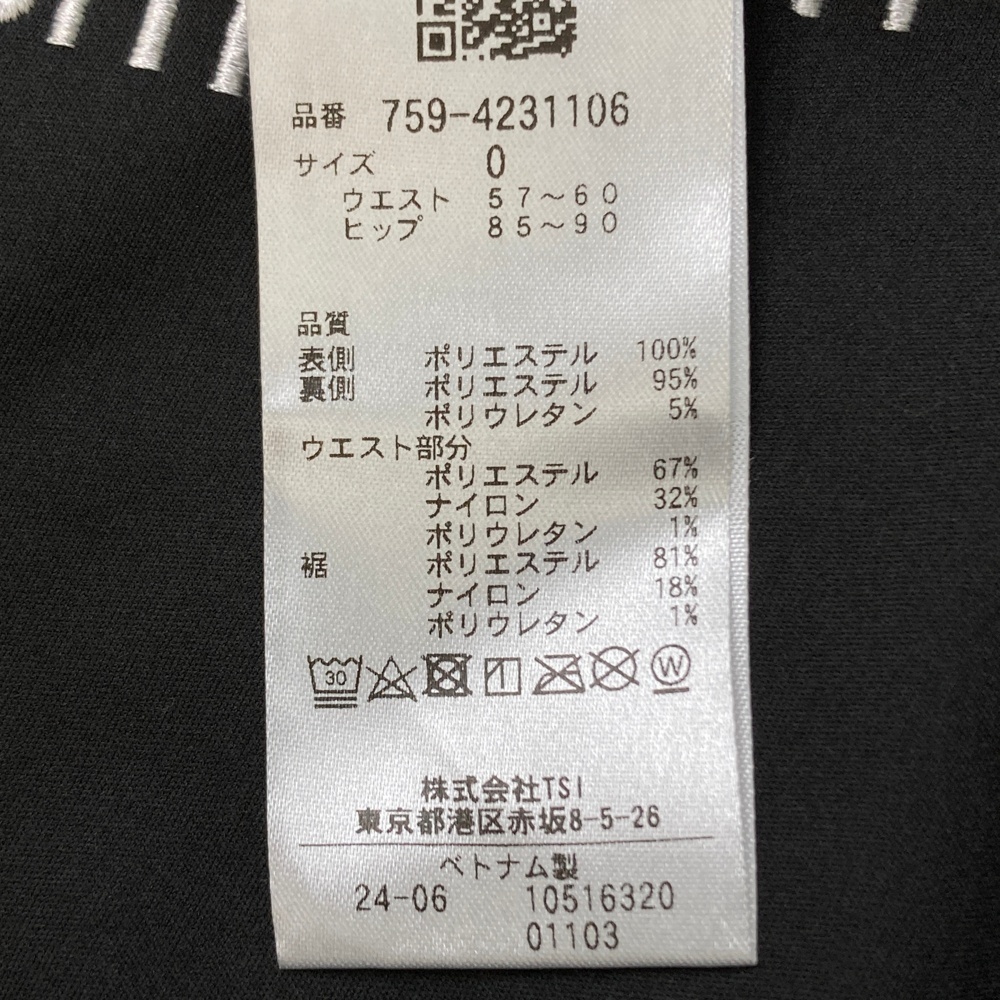 品番 759-4231106
サイズ 0
ウエスト 57～60
ヒップ 85～90
品質
表側 ポリエステル 100%
裏側 ポリエステル 95%
ポリウレタン 5%
ウエスト部分
ポリエステル 67%
ナイロン 32%
ポリウレタン 1%
裾 ポリエステル 81%
ナイロン 18%
ポリウレタン 1%
30 W
株式会社TSI
東京都港区赤坂8-5-26
ベトナム製
24-06 10516320
01103